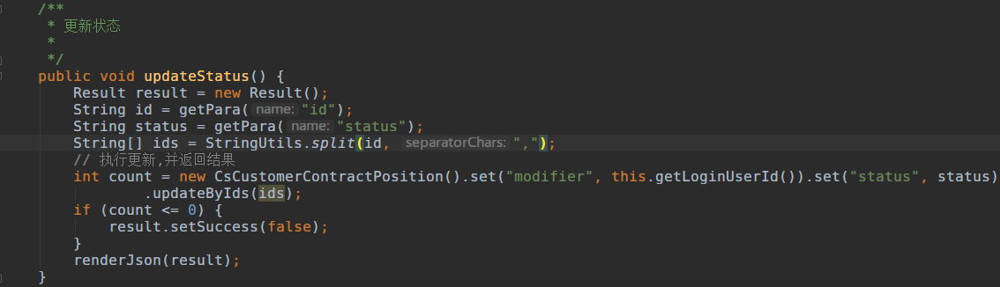 /**
 * 更新状态
 *
 */
public void updateStatus() {
    Result result = new Result();
    String id = getPara( name: "id");
    String status = getPara( name: "status");
    String[] ids = StringUtils.split(id, separatorChars: ",");
    // 执行更新,并返回结果
    int count = new CsCustomerContractPosition().set("modifier", this.getLoginUserId()).set("status", status)
            .updateByIds(ids);
    if (count <= 0) {
        result.setSuccess(false);
    }
    renderJson(result);
}